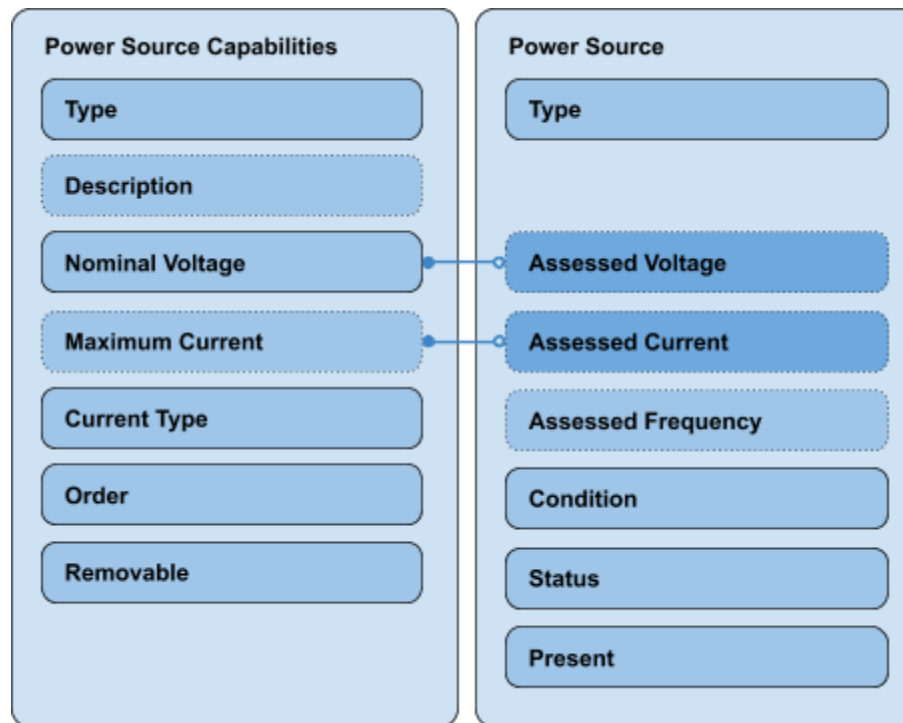 Power Source Capabilities
Type
Description
Nominal Voltage
Maximum Current
Current Type
Order
Removable
Power Source
Type
Assessed Voltage
Assessed Current
Assessed Frequency
Condition
Status
Present